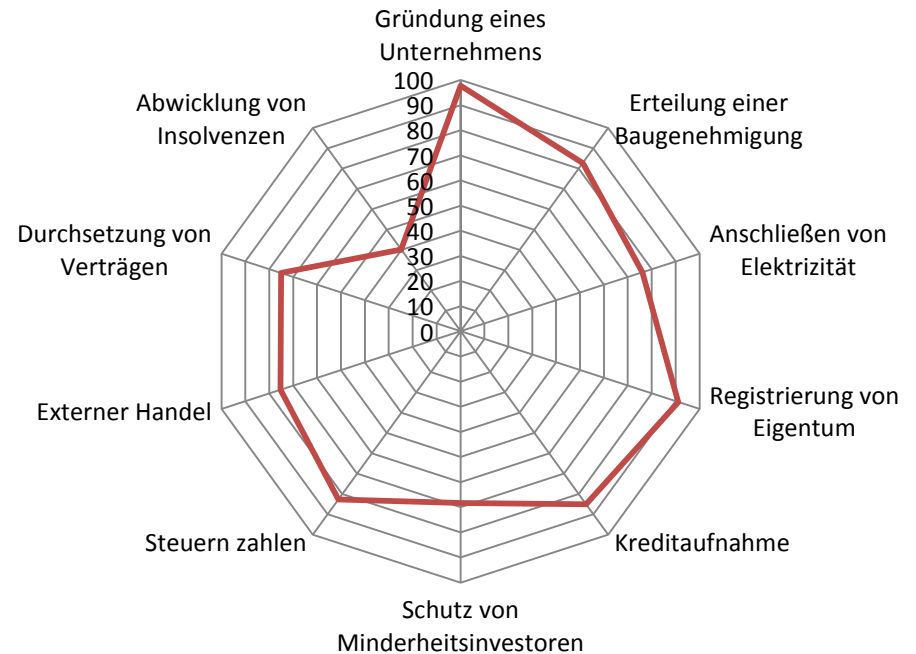 Gründung eines
Unternehmens
Erteilung einer
Baugenehmigung
Anschließen von
Elektrizität
Registrierung von
Eigentum
Kreditaufnahme
Schutz von
Minderheitsinvestoren
Steuern zahlen
Externer Handel
Durchsetzung von
Verträgen
Abwicklung von
Insolvenzen
100
90
80
70
60
50
40
30
20
10
0